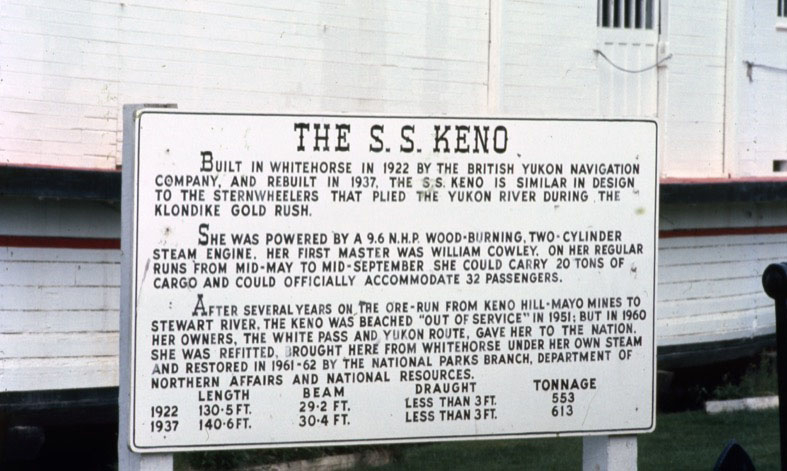 THE S.S. KENO
BUILT IN WHITEHORSE IN 1922 BY THE BRITISH YUKON NAVIGATION
COMPANY, AND REBUILT IN 1937, THE S.S. KENO IS SIMILAR IN DESIGN
TO THE STERNWHEELERS THAT PLIED THE YUKON RIVER DURING THE
KLONDIKE GOLD RUSH.
SHE WAS POWERED BY A 9.6 N.H.P. WOOD-BURNING, TWO-CYLINDER
STEAM ENGINE. HER FIRST MASTER WAS WILLIAM COWLEY. ON HER REGULAR
RUNS FROM MID-MAY TO MID-SEPTEMBER SHE COULD CARRY 20 TONS OF
CARGO AND COULD OFFICIALLY ACCOMMODATE 32 PASSENGERS.
AFTER SEVERAL YEARS ON THE ORE-RUN FROM KENO HILL-MAYO MINES TO
STEWART RIVER, THE KENO WAS BEACHED "OUT OF SERVICE" IN 1951; BUT IN 1960
HER OWNERS, THE WHITE PASS AND YUKON ROUTE, GAVE HER TO THE NATION.
SHE WAS REFITTED, BROUGHT HERE FROM WHITEHORSE UNDER HER OWN STEAM
AND RESTORED IN 1961-62 BY THE NATIONAL PARKS BRANCH, DEPARTMENT OF
NORTHERN AFFAIRS AND NATIONAL RESOURCES.
LENGTH BEAM DRAUGHT TONNAGE
1922 130.5 FT. 29.2 FT. LESS THAN 3 FT. 553
1937 140.6 FT. 30.4 FT. LESS THAN 3 FT. 613